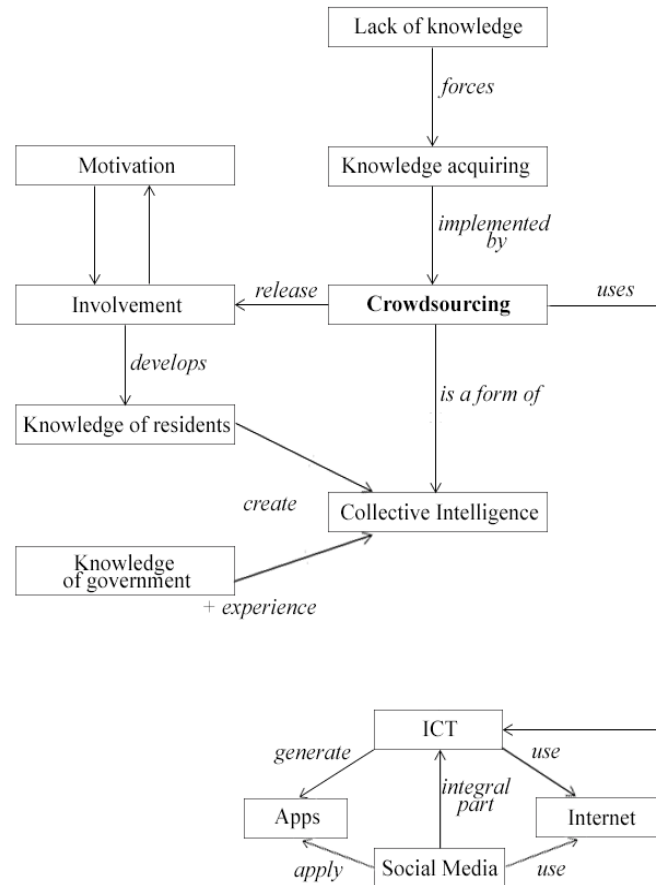 Lack of knowledge
forces
Motivation
Knowledge acquiring
implemented
by
Involvement
release
Crowdsourcing
uses
develops
is a form of
Knowledge of residents
create
Collective Intelligence
Knowledge
of government
+ experience
ICT
generate
use
integral
part
Apps
Internet
apply
Social Media
use